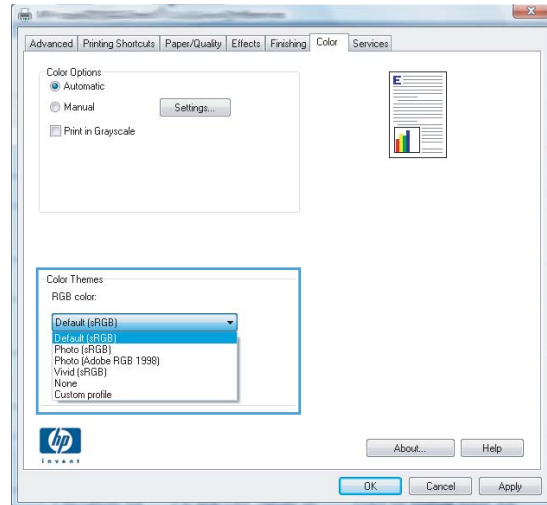 Advanced Printing Shortcuts Paper/Quality Effects Finishing Color Services
Color Options
Automatic
Manual
Settings...
Print in Grayscale
E
Color Themes
RGB color:
Default (sRGB)
Default (sRGB)
Photo (sRGB)
Photo (Adobe RGB 1998)
Vivid (sRGB)
None
Custom profile
hp
invent
About...
Help
OK
Cancel
Apply